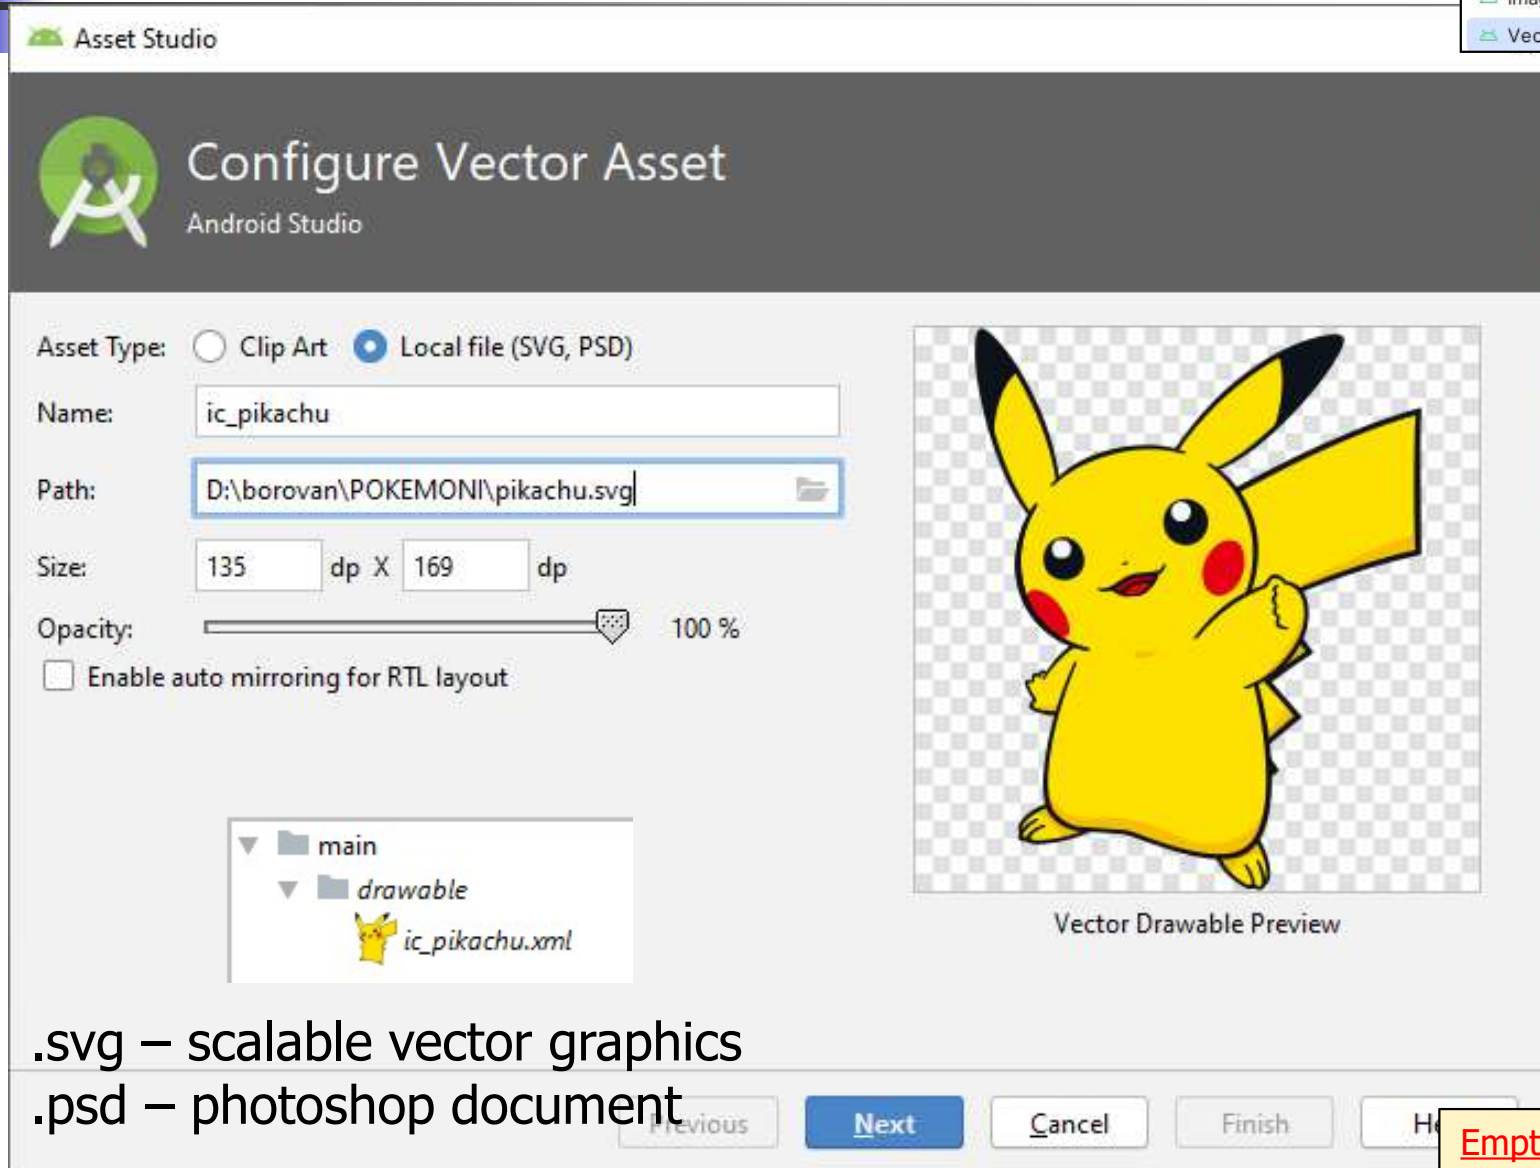 Asset Studio
Configure Vector Asset
Android Studio
Asset Type: Clip Art Local file (SVG, PSD)
Name: ic_pikachu
Path: D:\borovan\POKEMONI\pikachu.svg
Size: 135 dp X 169 dp
Opacity: 100 %
Enable auto mirroring for RTL layout
main
drawable
ic_pikachu.xml
Vector Drawable Preview
.svg – scalable vector graphics
.psd – photoshop document
Next Cancel Finish